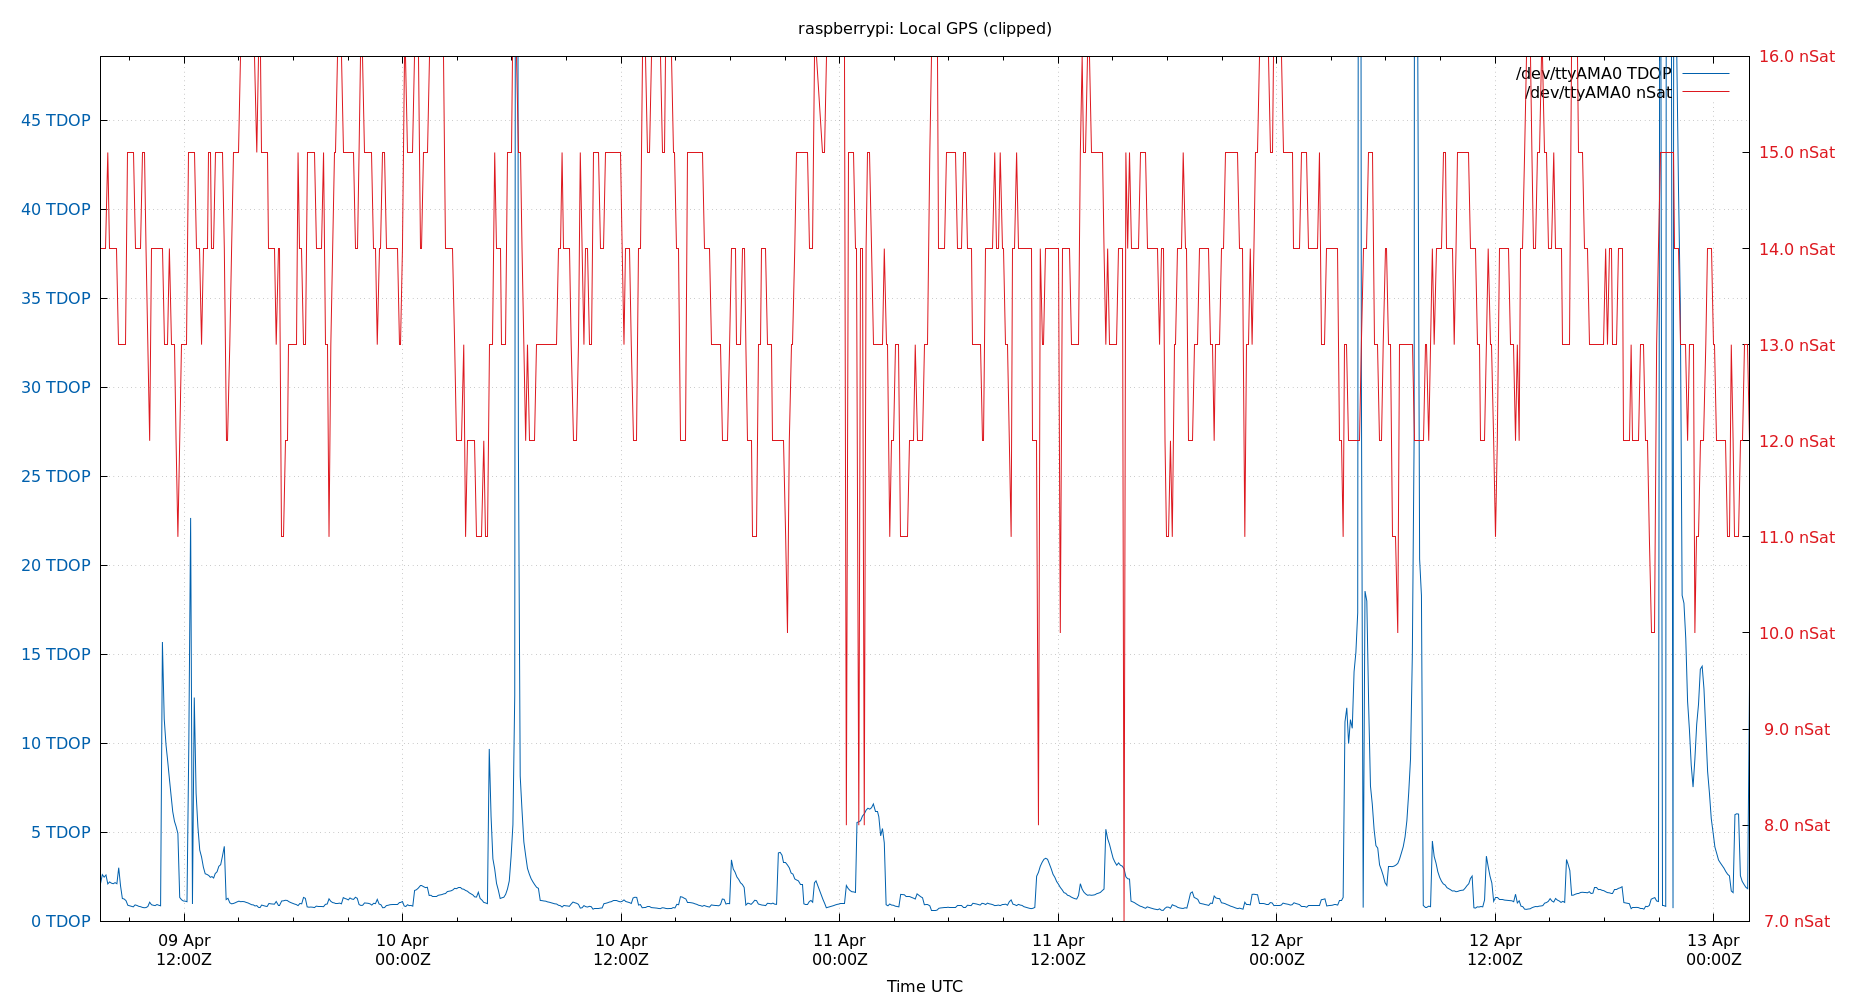 raspberrypi: Local GPS (clipped)
/dev/ttyAMA0 TDOP
/dev/ttyAMA0 nSat
45 TDOP
40 TDOP
35 TDOP
30 TDOP
25 TDOP
20 TDOP
15 TDOP
10 TDOP
5 TDOP
0 TDOP
16.0 nSat
15.0 nSat
14.0 nSat
13.0 nSat
12.0 nSat
11.0 nSat
10.0 nSat
9.0 nSat
8.0 nSat
7.0 nSat
09 Apr
12:00Z
10 Apr
00:00Z
10 Apr
12:00Z
11 Apr
00:00Z
11 Apr
12:00Z
12 Apr
00:00Z
12 Apr
12:00Z
13 Apr
00:00Z
Time UTC